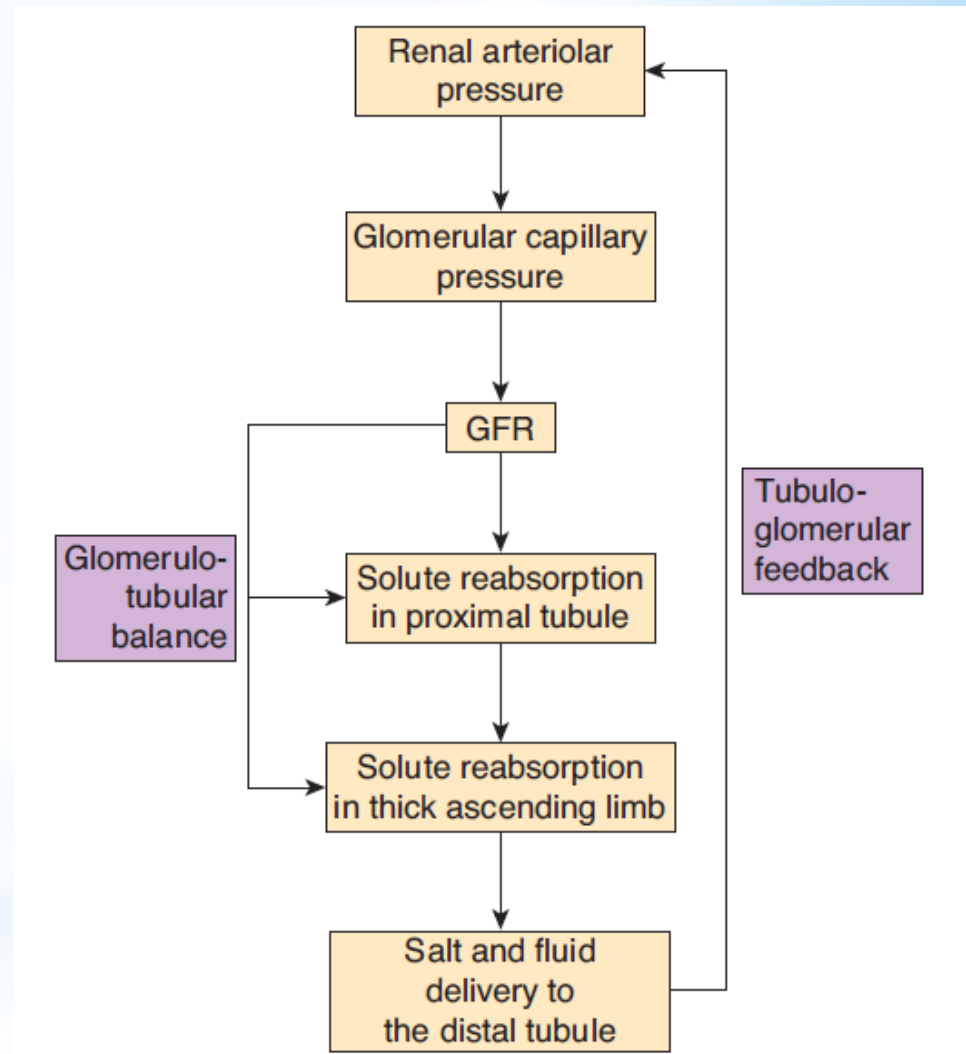 Renal arteriolar
pressure
Glomerular capillary
pressure
GFR
Glomerulo-
tubular
balance
Tubulo-
glomerular
feedback
Solute reabsorption
in proximal tubule
Solute reabsorption
in thick ascending limb
Salt and fluid
delivery to
the distal tubule